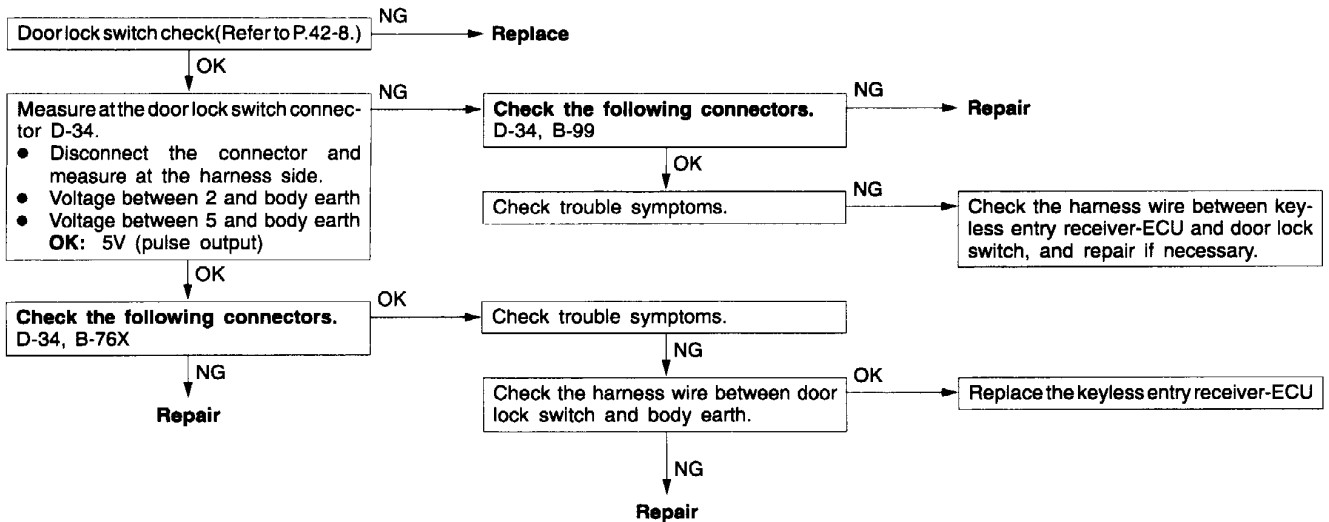 NG
Door lock switch check(Refer to P.42-8.)
Replace
OK
Measure at the door lock switch connec-
tor D-34.
● Disconnect the connector and
measure at the harness side.
● Voltage between 2 and body earth
● Voltage between 5 and body earth
OK: 5V (pulse output)
NG
Check the following connectors.
D-34, B-99
NG
Repair
OK
Check trouble symptoms.
NG
Check the harness wire between key-
less entry receiver-ECU and door lock
switch, and repair if necessary.
OK
Check the following connectors.
D-34, B-76X
OK
Check trouble symptoms.
NG
Repair
NG
Check the harness wire between door
lock switch and body earth.
OK
Replace the keyless entry receiver-ECU
NG
Repair